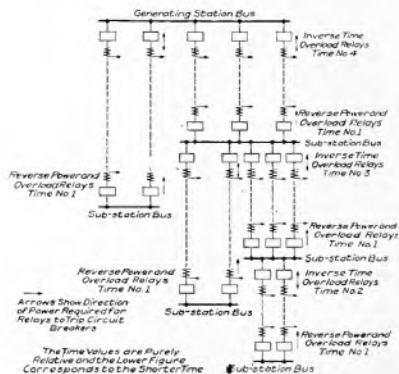 Generating Station Bus
Inverse Time
Overload Relays
Time No. 4
Reverse Power and
Overload Relays
Time No. 1
Sub-station Bus
Inverse Time
Overload Relays
Time No 3
Reverse Power and
Overload Relays
Time No 1
Sub-station Bus
Reverse Power and
Overload Relays
Time No 1
Sub-station Bus
Inverse Time
Overload Relays
Time No. 2
Reverse Power and
Overload Relays
Time No. 1
Sub-station Bus
Arrows Show Direction
of Power Required For
Relays to Trip Circuit
Breakers
Reverse Power and
Overload Relays
Time No 1
The Time Values are Purely
Relative and the Lower Figure
Corresponds to the Shorter Time
Sub-station Bus